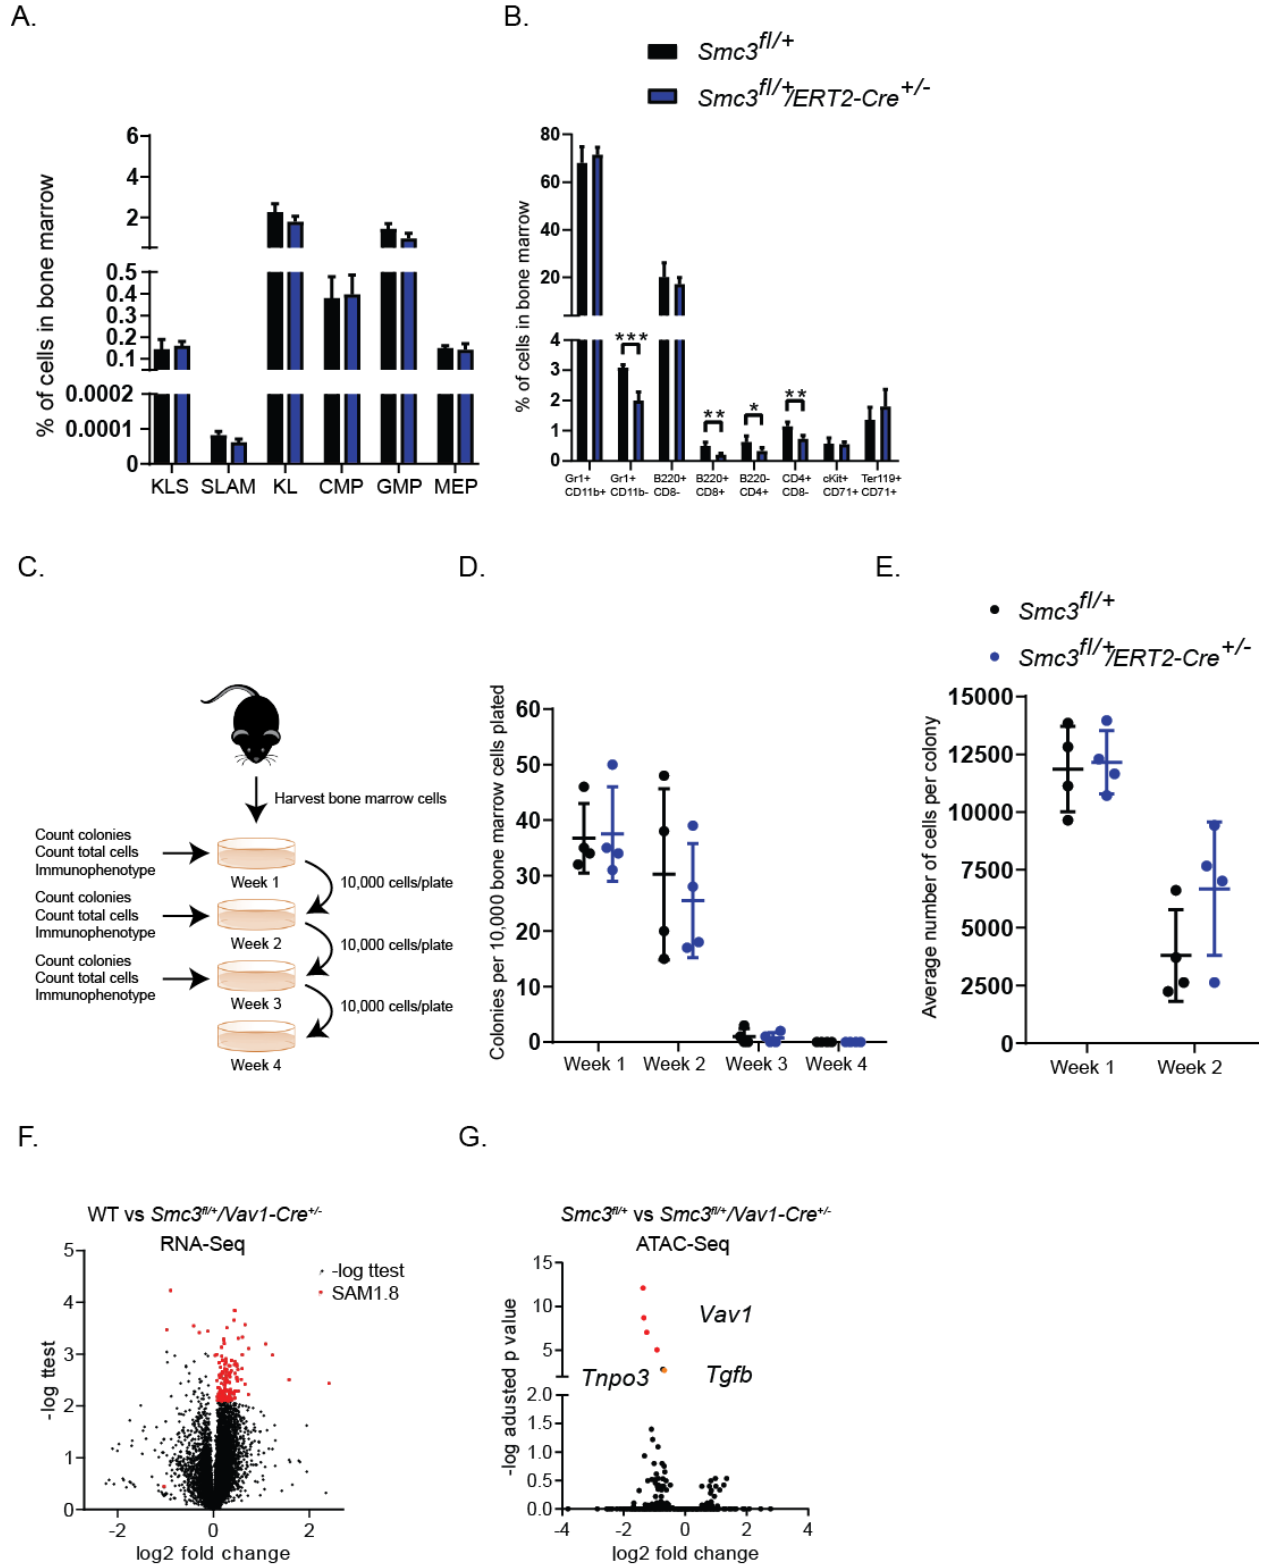 A.
B.
Smc3fl/+
Smc3fl/+/ERT2-Cre+/-
% of cells in bone marrow
6
4
2
0.5
0.4
0.3
0.2
0.1
0.0002
0.0001
0
KLS SLAM KL CMP GMP MEP
% of cells in bone marrow
80
60
40
20
4
3
2
1
0
***
**
*
**
Gr1+ Gr1+ B220+ B220+ B220- CD4+ cKit+ Ter119+
CD11b+ CD11b- CD8- CD8+ CD4+ CD8- CD71+ CD71+
C.
Harvest bone marrow cells
Count colonies
Count total cells
Immunophenotype
Week 1
10,000 cells/plate
Count colonies
Count total cells
Immunophenotype
Week 2
10,000 cells/plate
Count colonies
Count total cells
Immunophenotype
Week 3
10,000 cells/plate
Week 4
D.
Colonies per 10,000 bone marrow cells plated
60
50
40
30
20
10
0
Week 1 Week 2 Week 3 Week 4
E.
Smc3fl/+
Smc3fl/+/ERT2-Cre+/-
Average number of cells per colony
15000
12500
10000
7500
5000
2500
0
Week 1 Week 2
F.
WT vs Smc3fl/+/Vav1-Cre+/-
RNA-Seq
-log ttest
SAM1.8
-log ttest
5
4
3
2
1
0
-2 0 2
log2 fold change
G.
Smc3fl/+ vs Smc3fl/+/Vav1-Cre+/-
ATAC-Seq
-log adusted p value
15
10
5
2.0
1.5
1.0
0.5
0.0
Vav1
Tnpo3
Tgfb
-4 -2 0 2 4
log2 fold change